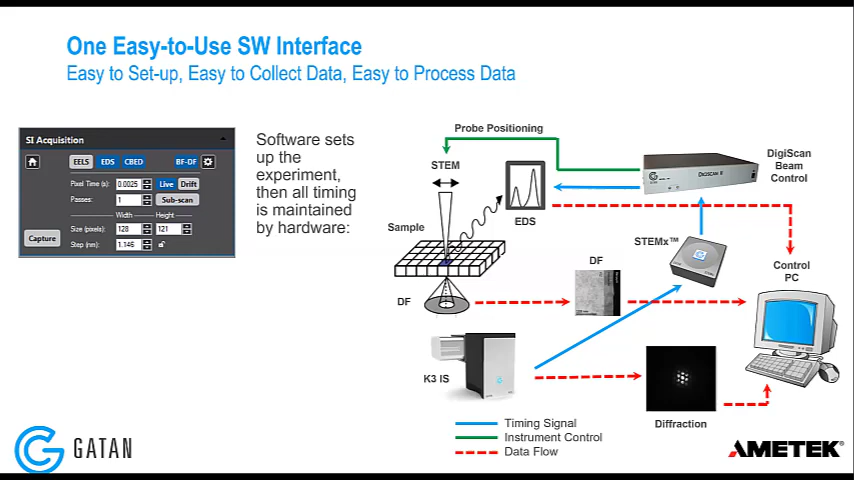 One Easy-to-Use SW Interface
Easy to Set-up, Easy to Collect Data, Easy to Process Data
SI Acquisition
EELS EDS CBED BF-DF
Pixel Time (s): 0.0025 Live Drift
Passes: 1 Sub-scan
Width Height
Size (pixels): 128 121
Step (nm): 1.146
Capture
Software sets
up the
experiment,
then all timing
is maintained
by hardware:
Probe Positioning
STEM
EDS
DigiScan
Beam
Control
DIGISCAN II
Sample
STEMx™
DF
DF
Control
PC
K3 IS
Diffraction
Timing Signal
Instrument Control
Data Flow
GATAN
AMETEK®